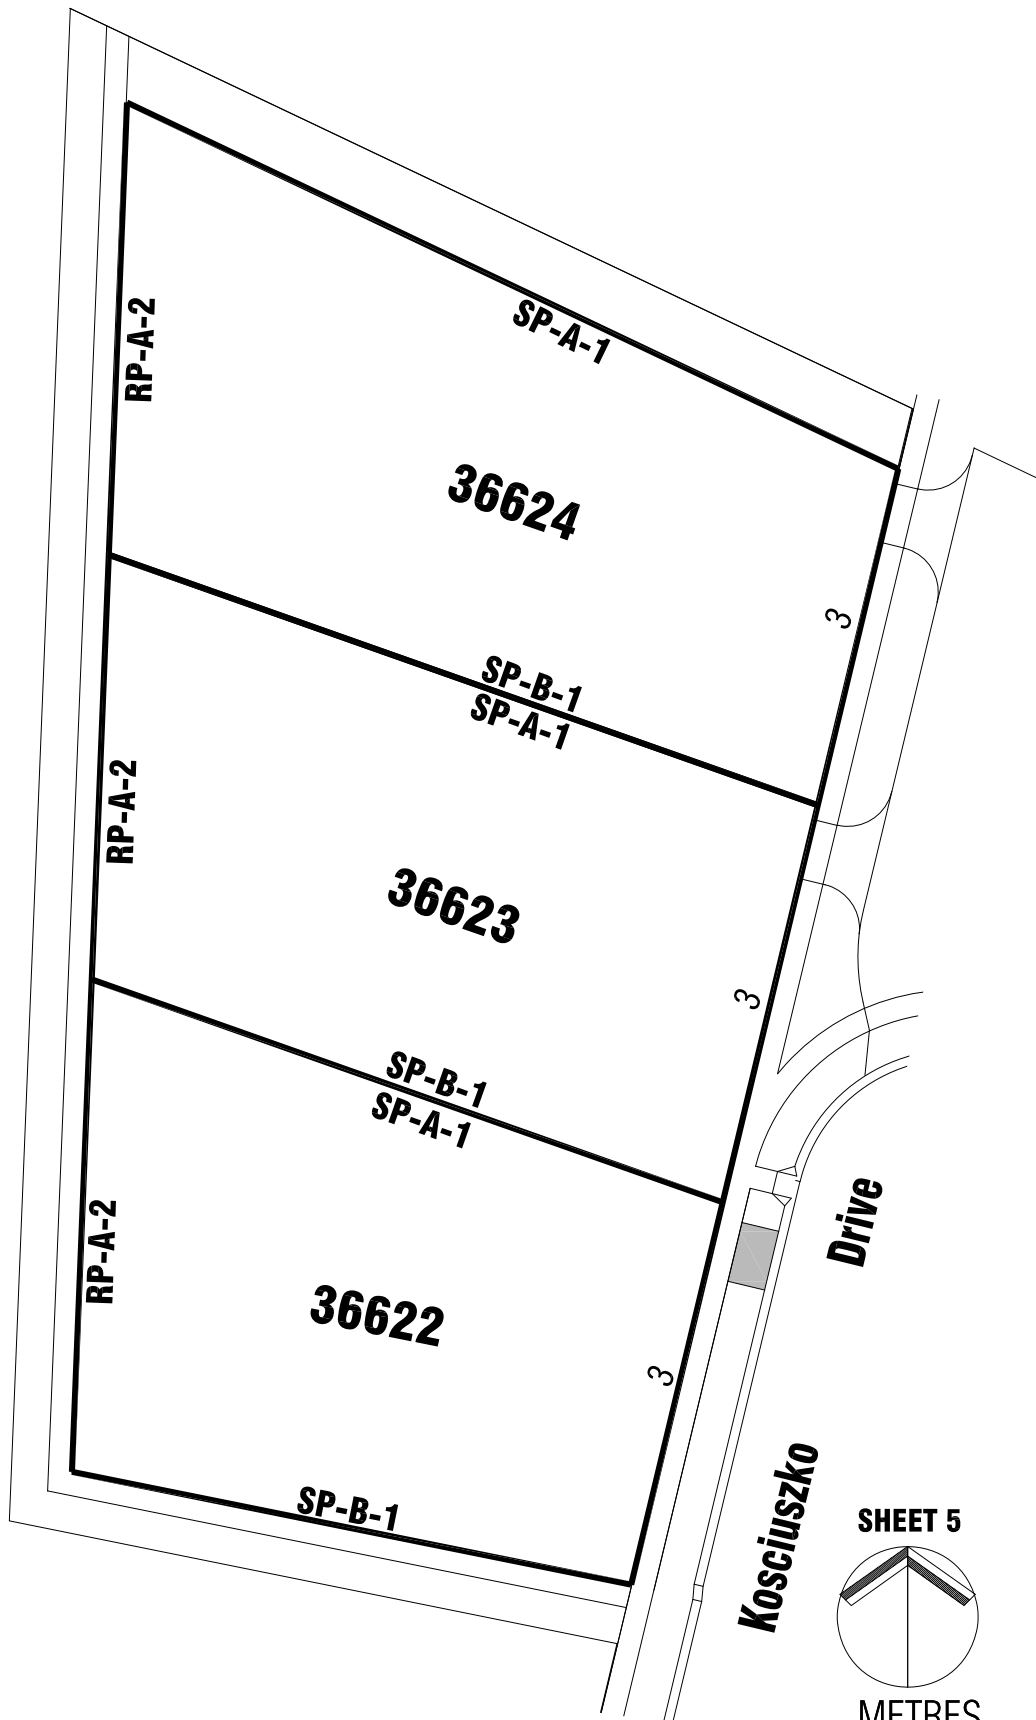 SP-A-1
RP-A-2
36624
3
SP-B-1
SP-A-1
RP-A-2
36623
3
SP-B-1
SP-A-1
RP-A-2
36622
3
SP-B-1
Kosciuszko Drive
SHEET 5
METRES